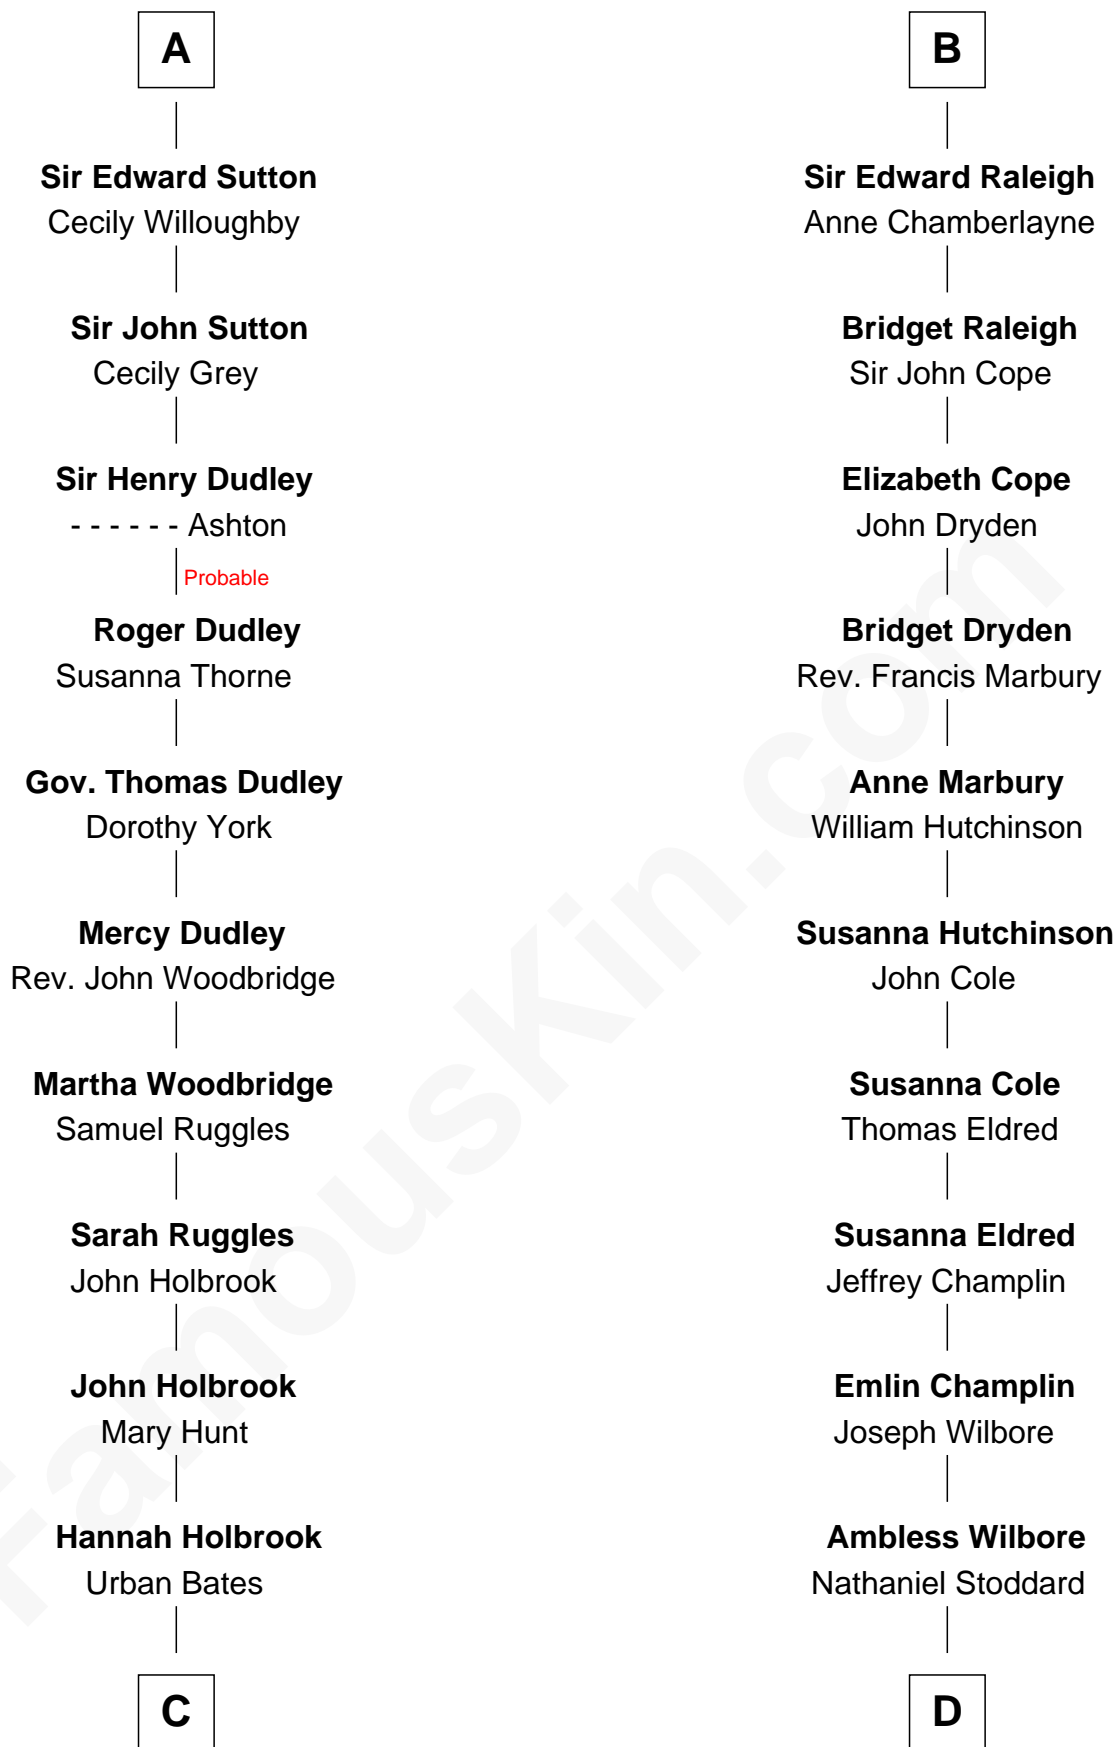 A
Sir Edward Sutton
Cecily Willoughby
Sir John Sutton
Cecily Grey
Sir Henry Dudley
- - - - - - Ashton
Probable
Roger Dudley
Susanna Thorne
Gov. Thomas Dudley
Dorothy York
Mercy Dudley
Rev. John Woodbridge
Martha Woodbridge
Samuel Ruggles
Sarah Ruggles
John Holbrook
John Holbrook
Mary Hunt
Hannah Holbrook
Urban Bates
C
B
Sir Edward Raleigh
Anne Chamberlayne
Bridget Raleigh
Sir John Cope
Elizabeth Cope
John Dryden
Bridget Dryden
Rev. Francis Marbury
Anne Marbury
William Hutchinson
Susanna Hutchinson
John Cole
Susanna Cole
Thomas Eldred
Susanna Eldred
Jeffrey Champlin
Emlin Champlin
Joseph Wilbore
Ambless Wilbore
Nathaniel Stoddard
D
FamousKin.com